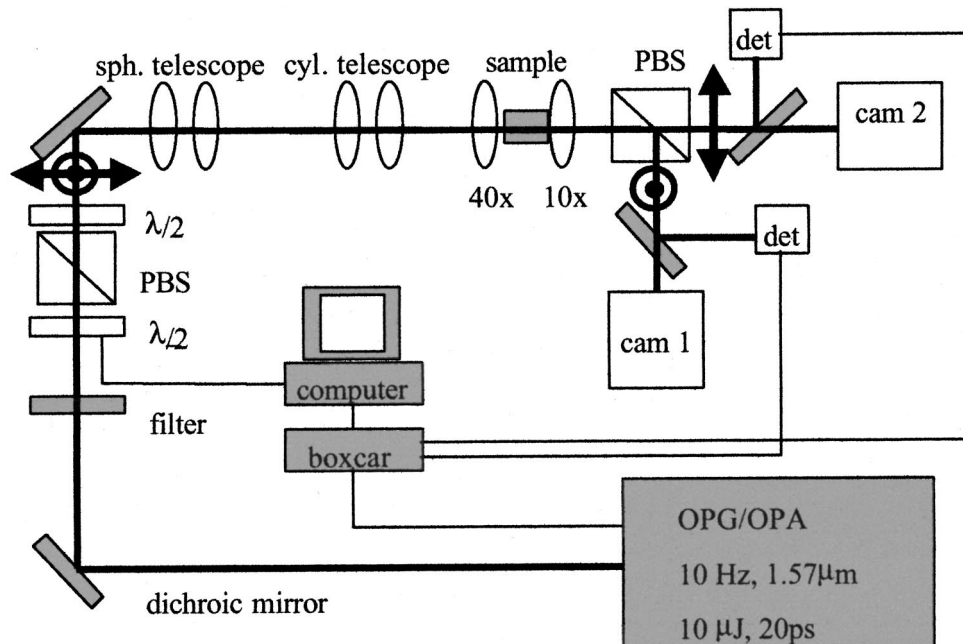 det
sph. telescope
cyl. telescope
sample
PBS
cam 2
40x
10x
λ/2
det
PBS
cam 1
λ/2
computer
filter
boxcar
OPG/OPA
10 Hz, 1.57μm
dichroic mirror
10 μJ, 20ps